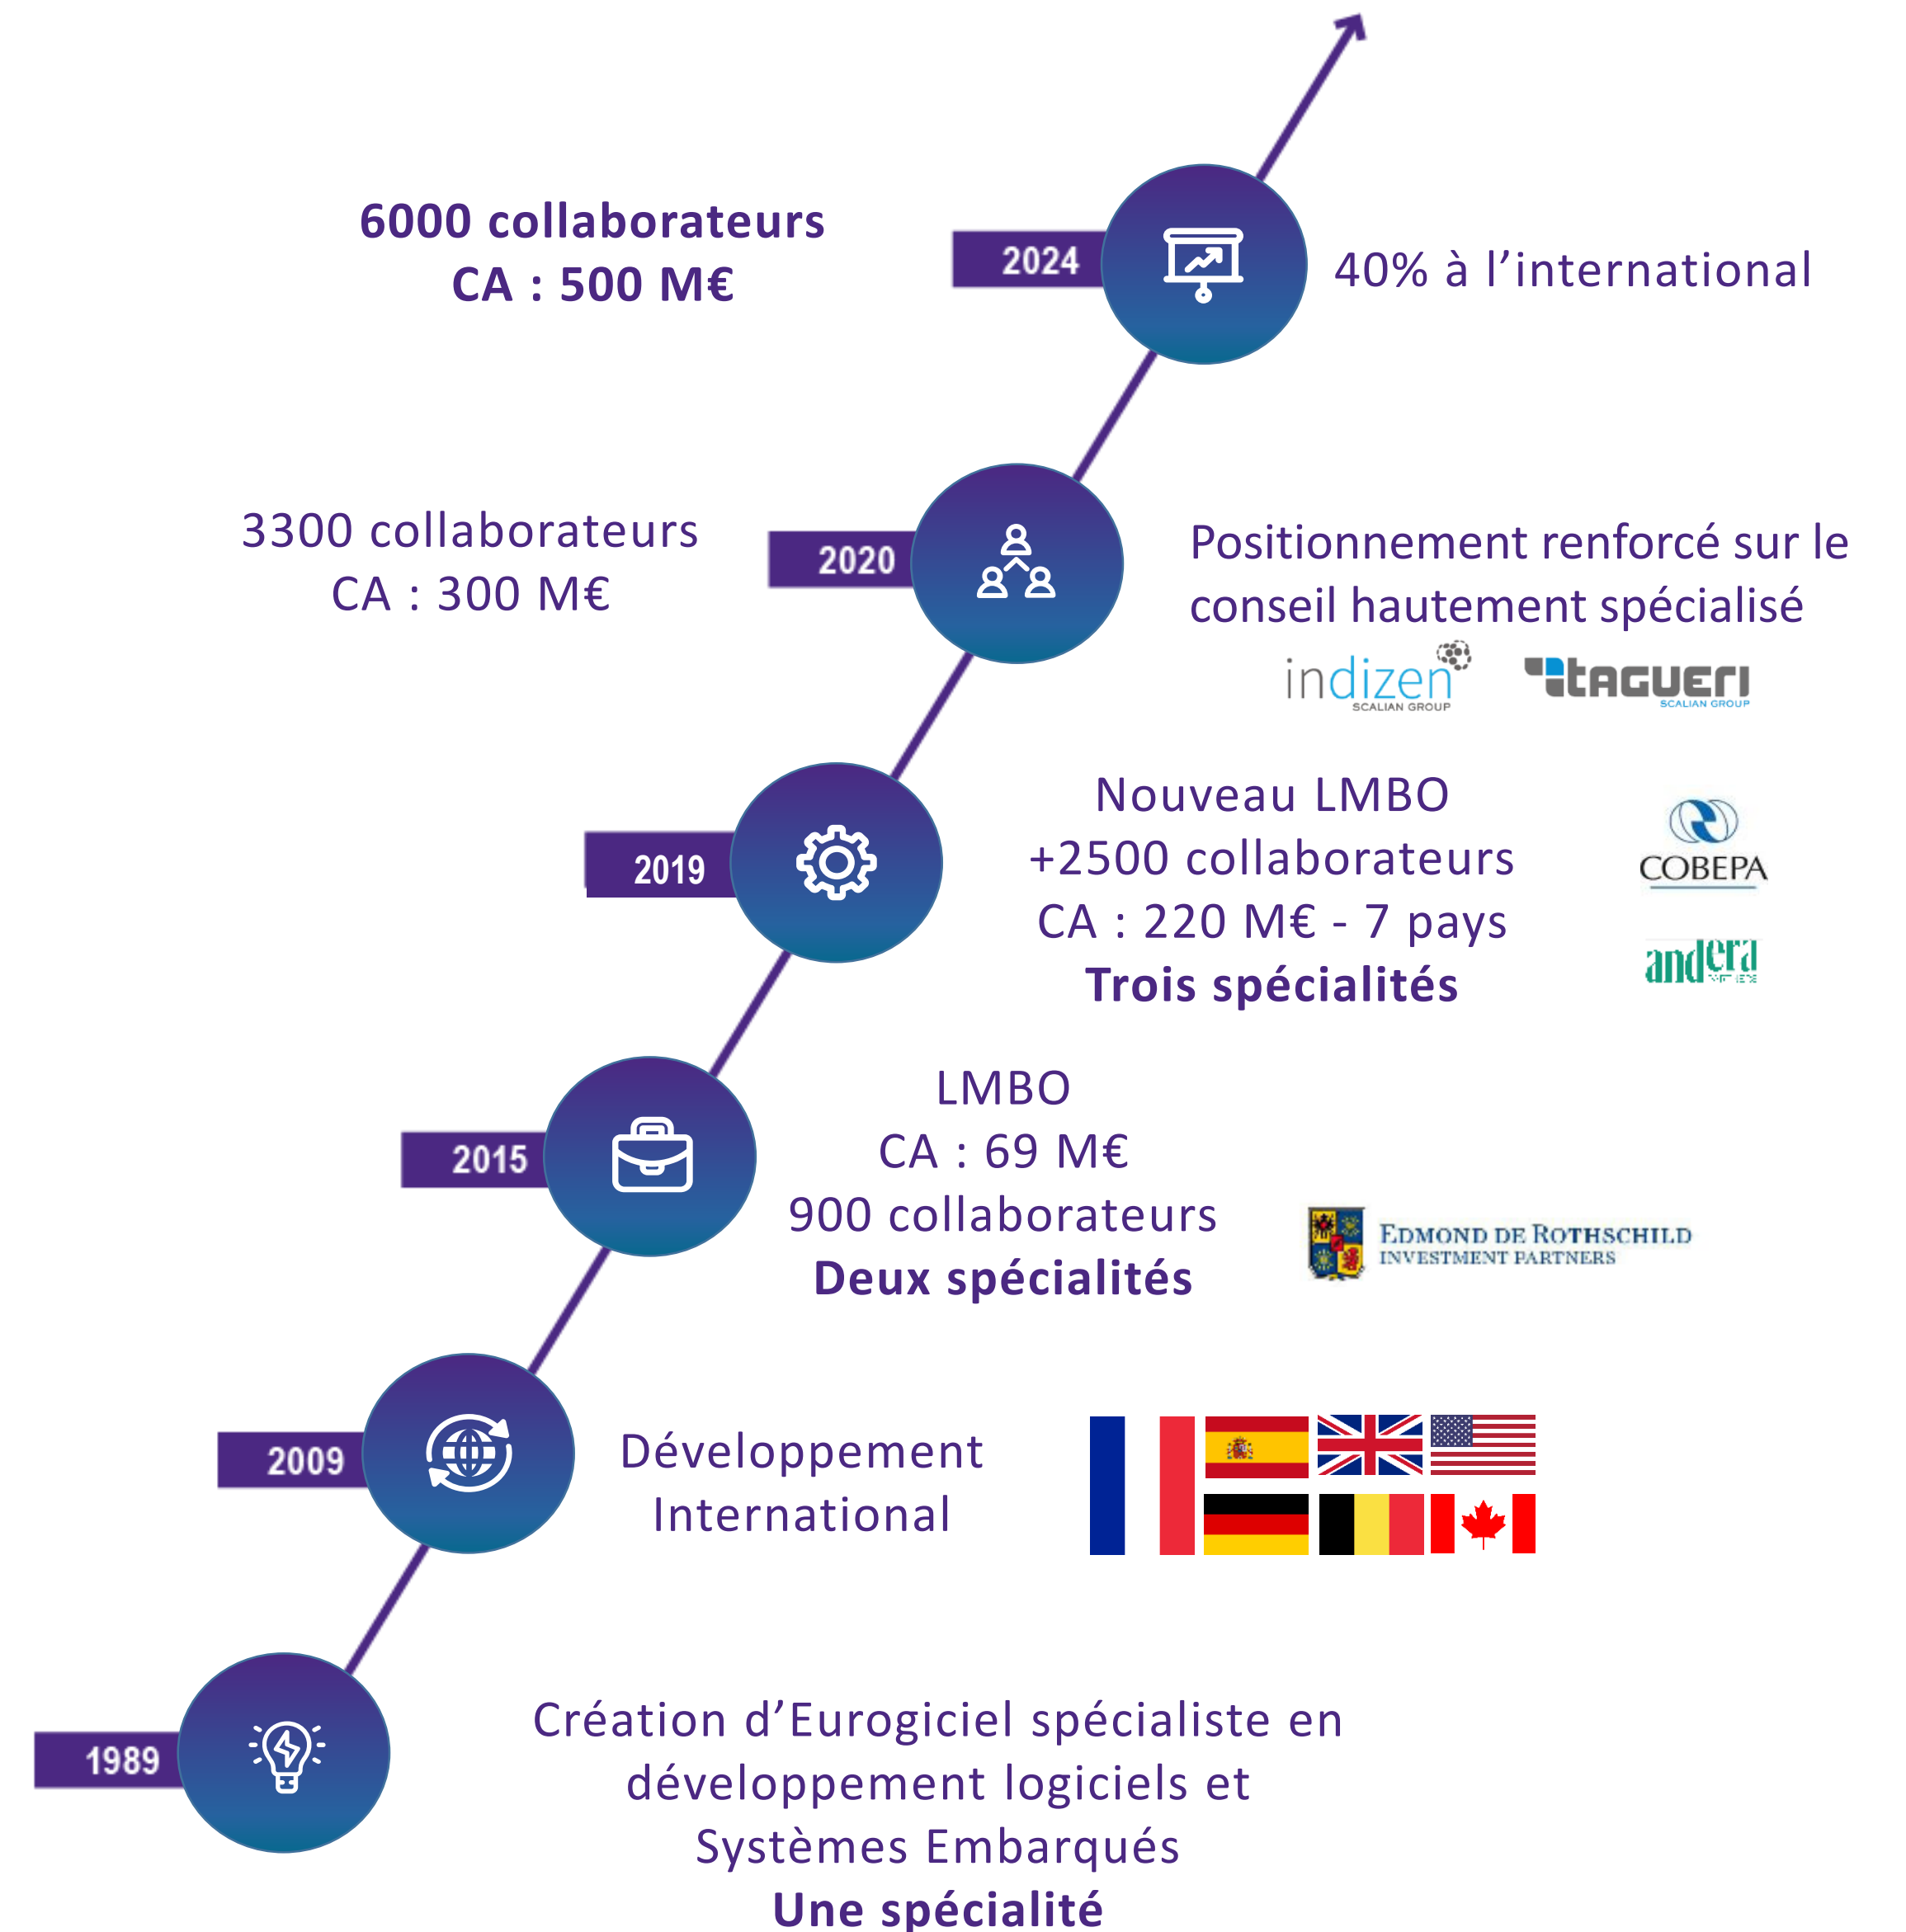 6000 collaborateurs
CA : 500 M€
2024
40% à l’international
3300 collaborateurs
CA : 300 M€
2020
Positionnement renforcé sur le
conseil hautement spécialisé
indizen
SCALIAN GROUP
tAGUERI
SCALIAN GROUP
2019
Nouveau LMBO
+2500 collaborateurs
CA : 220 M€ - 7 pays
Trois spécialités
COBEPA
andera
2015
LMBO
CA : 69 M€
900 collaborateurs
Deux spécialités
EDMOND DE ROTHSCHILD
INVESTMENT PARTNERS
2009
Développement
International
1989
Création d’Eurogiciel spécialiste en
développement logiciels et
Systèmes Embarqués
Une spécialité